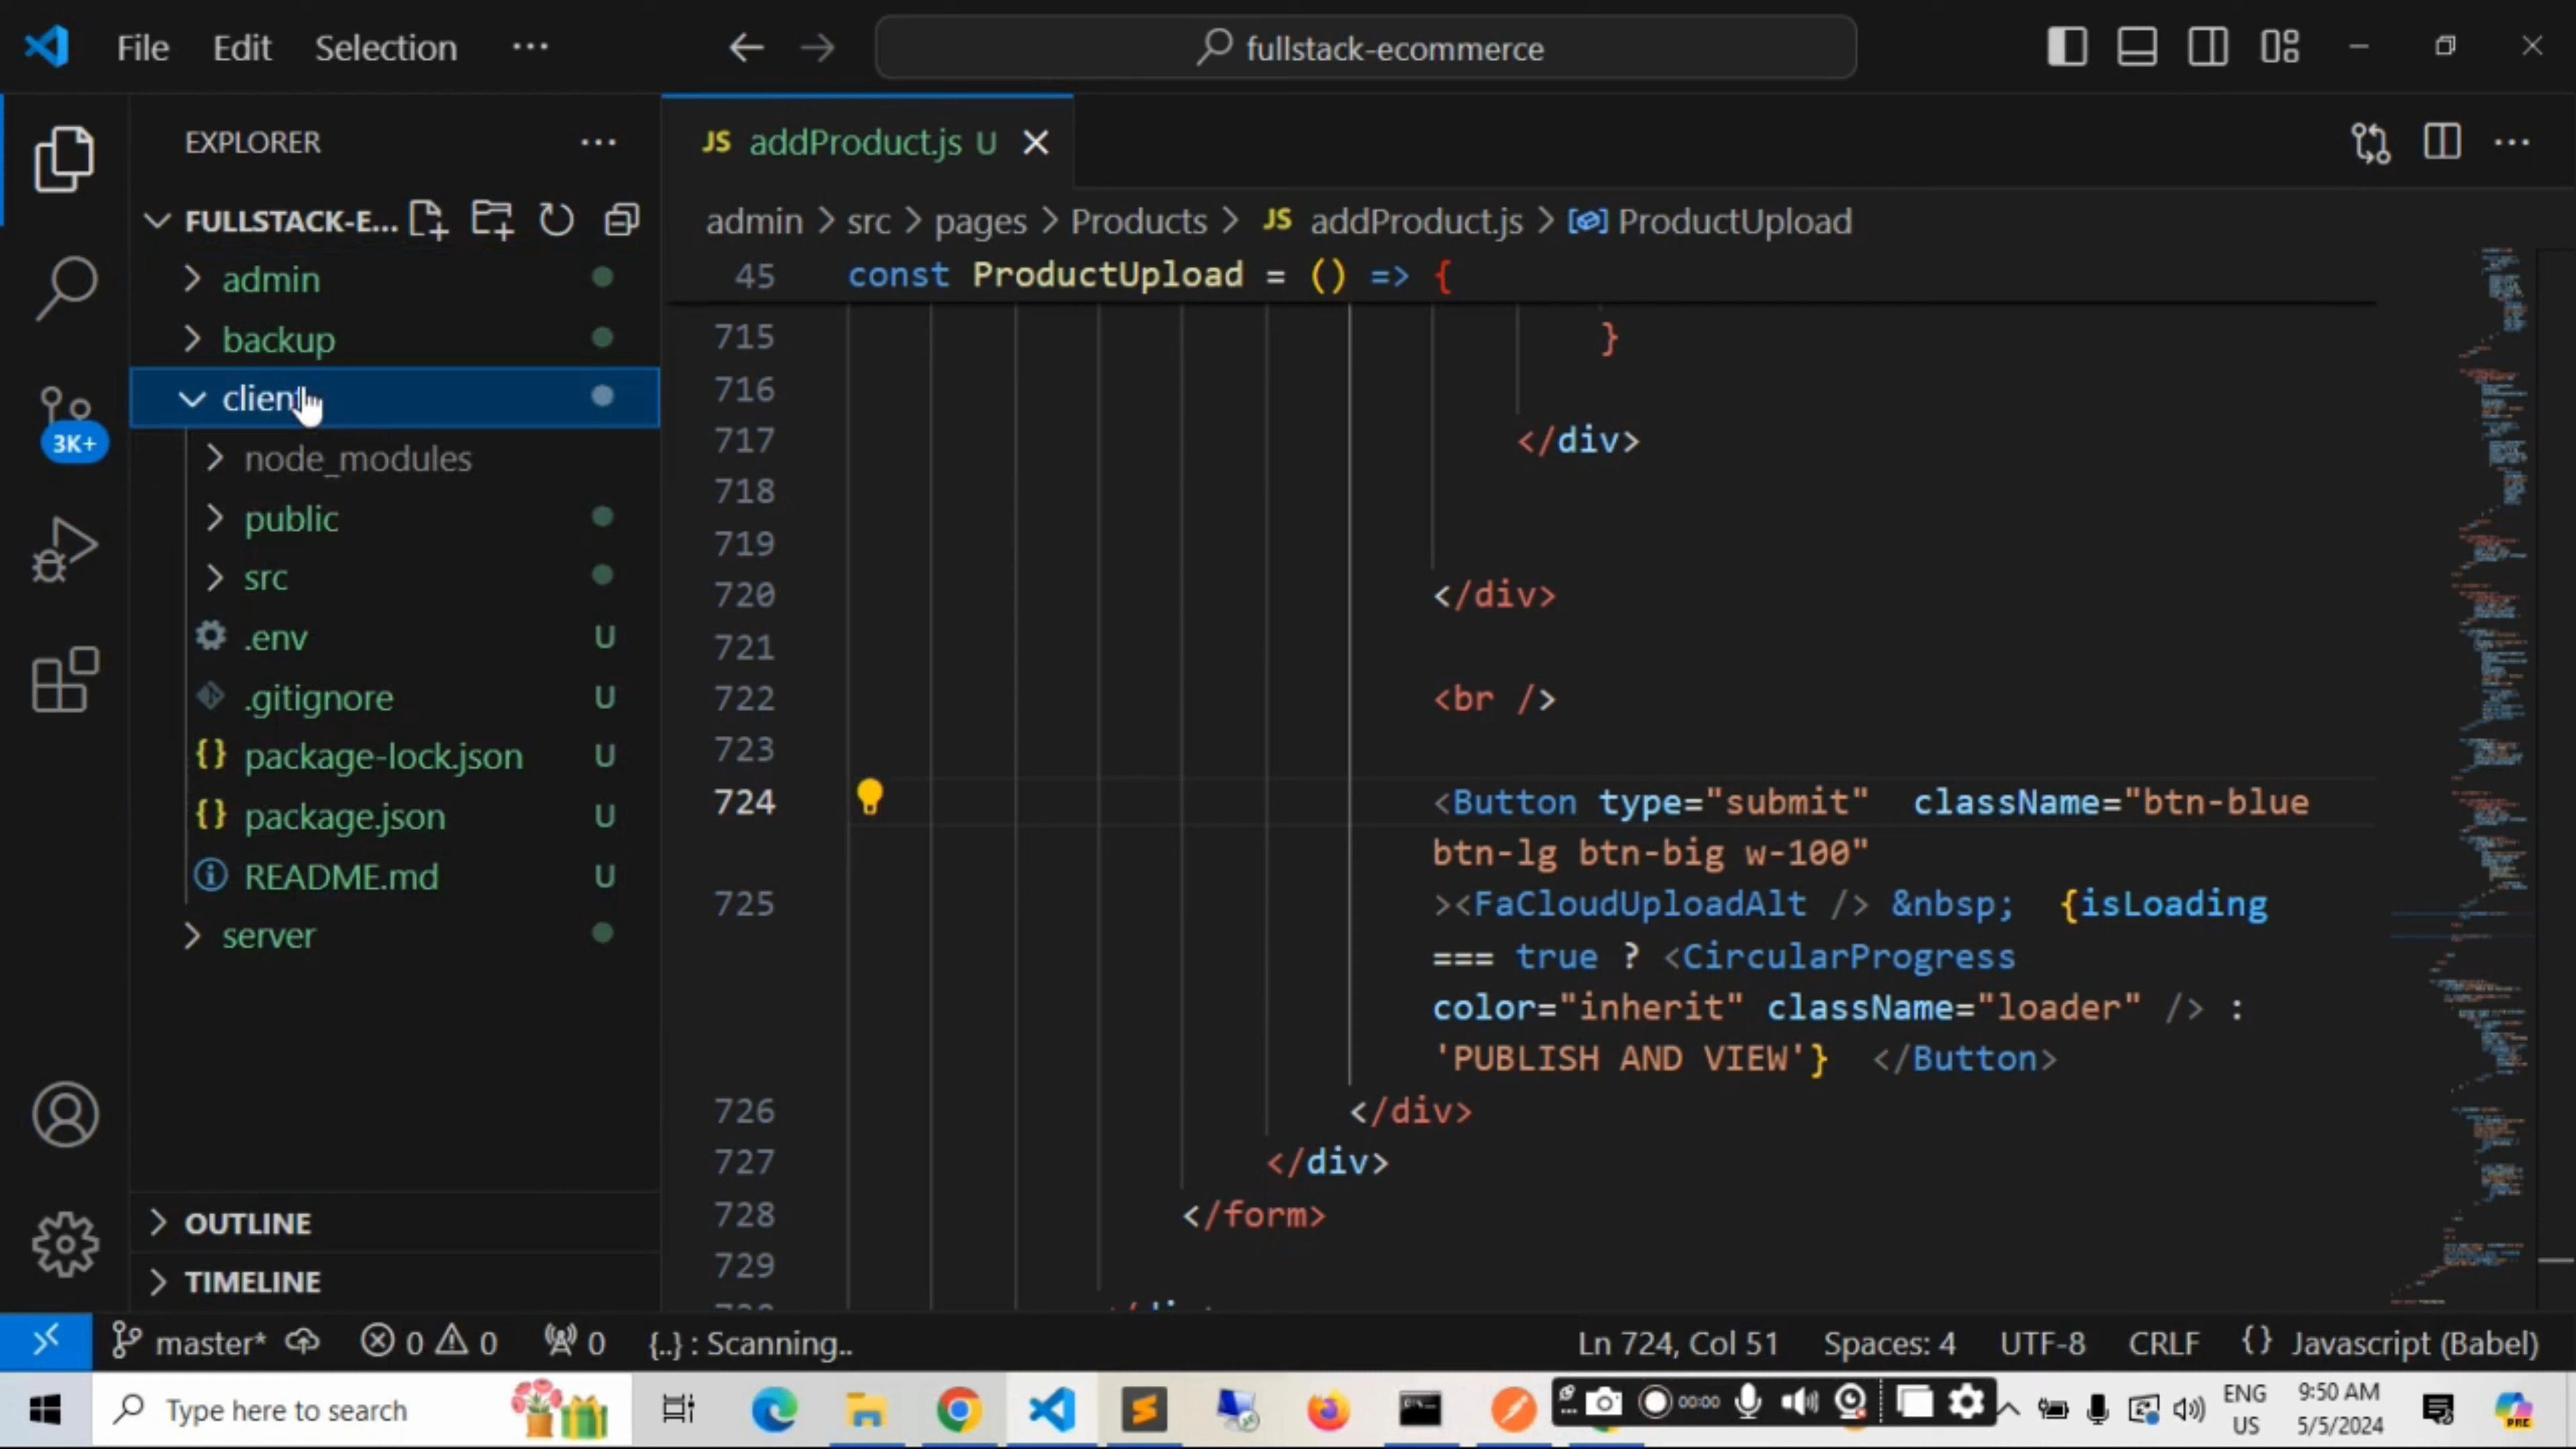 File Edit Selection ···
fullstack-ecommerce
EXPLORER ···
FULLSTACK-E...
admin
backup
client
node_modules
public
src
.env U
.gitignore U
{} package-lock.json U
{} package.json U
README.md U
server
OUTLINE
TIMELINE
3K+
JS addProduct.js U
admin > src > pages > Products > JS addProduct.js > ProductUpload
45 const ProductUpload = () => {
715 }
716
717 </div>
718
719
720 </div>
721
722 <br />
723
724 <Button type="submit" className="btn-blue
btn-lg btn-big w-100"
725 ><FaCloudUploadAlt /> &nbsp; {isLoading
=== true ? <CircularProgress
color="inherit" className="loader" /> :
'PUBLISH AND VIEW'} </Button>
726 </div>
727 </div>
728 </form>
729
master* 0 0 0 {..} : Scanning.. Ln 724, Col 51 Spaces: 4 UTF-8 CRLF {} Javascript (Babel)
Type here to search
00:00
ENG
US
9:50 AM
5/5/2024
PRE